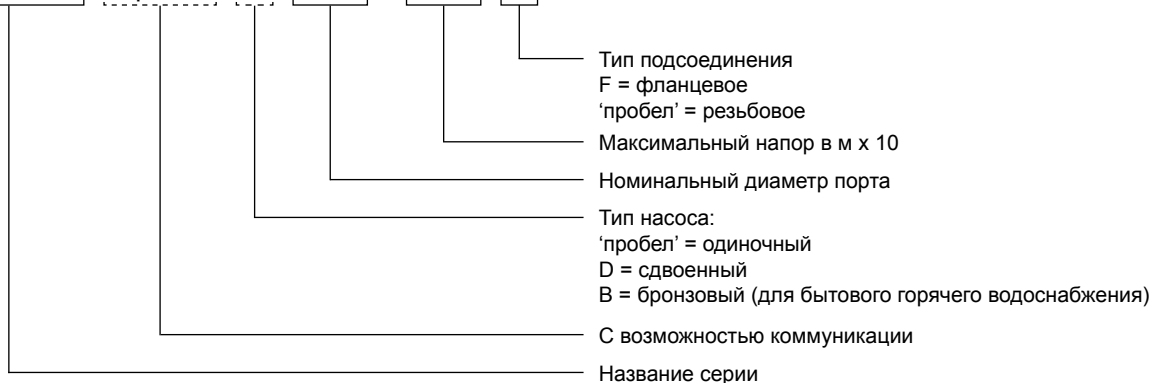 Тип подсоединения
F = фланцевое
‘пробел’ = резьбовое
Максимальный напор в м x 10
Номинальный диаметр порта
Тип насоса:
‘пробел’ = одиночный
D = сдвоенный
B = бронзовый (для бытового горячего водоснабжения)
С возможностью коммуникации
Название серии